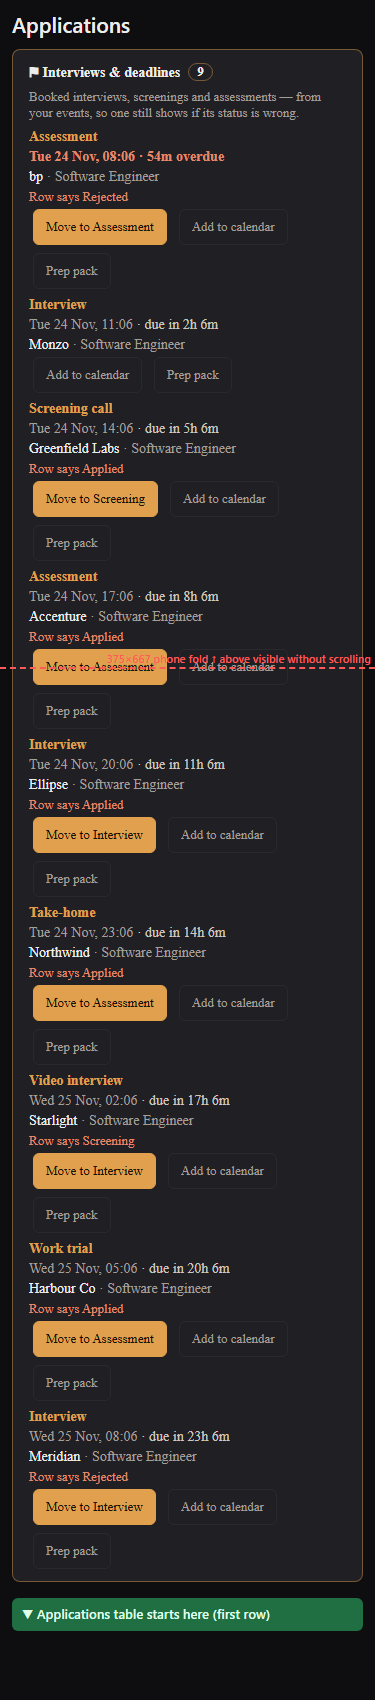 Applications
Interviews & deadlines 9
Booked interviews, screenings and assessments — from
your events, so one still shows if its status is wrong.
Assessment
Tue 24 Nov, 08:06 · 54m overdue
bp · Software Engineer
Row says Rejected
Move to Assessment Add to calendar
Prep pack
Interview
Tue 24 Nov, 11:06 · due in 2h 6m
Monzo · Software Engineer
Add to calendar Prep pack
Screening call
Tue 24 Nov, 14:06 · due in 5h 6m
Greenfield Labs · Software Engineer
Row says Applied
Move to Screening Add to calendar
Prep pack
Assessment
Tue 24 Nov, 17:06 · due in 8h 6m
Accenture · Software Engineer
Row says Applied
375×667 phone fold ↑ above visible without scrolling
Move to Assessment Add to calendar
Prep pack
Interview
Tue 24 Nov, 20:06 · due in 11h 6m
Ellipse · Software Engineer
Row says Applied
Move to Interview Add to calendar
Prep pack
Take-home
Tue 24 Nov, 23:06 · due in 14h 6m
Northwind · Software Engineer
Row says Applied
Move to Assessment Add to calendar
Prep pack
Video interview
Wed 25 Nov, 02:06 · due in 17h 6m
Starlight · Software Engineer
Row says Screening
Move to Interview Add to calendar
Prep pack
Work trial
Wed 25 Nov, 05:06 · due in 20h 6m
Harbour Co · Software Engineer
Row says Applied
Move to Assessment Add to calendar
Prep pack
Interview
Wed 25 Nov, 08:06 · due in 23h 6m
Meridian · Software Engineer
Row says Rejected
Move to Interview Add to calendar
Prep pack
▼ Applications table starts here (first row)